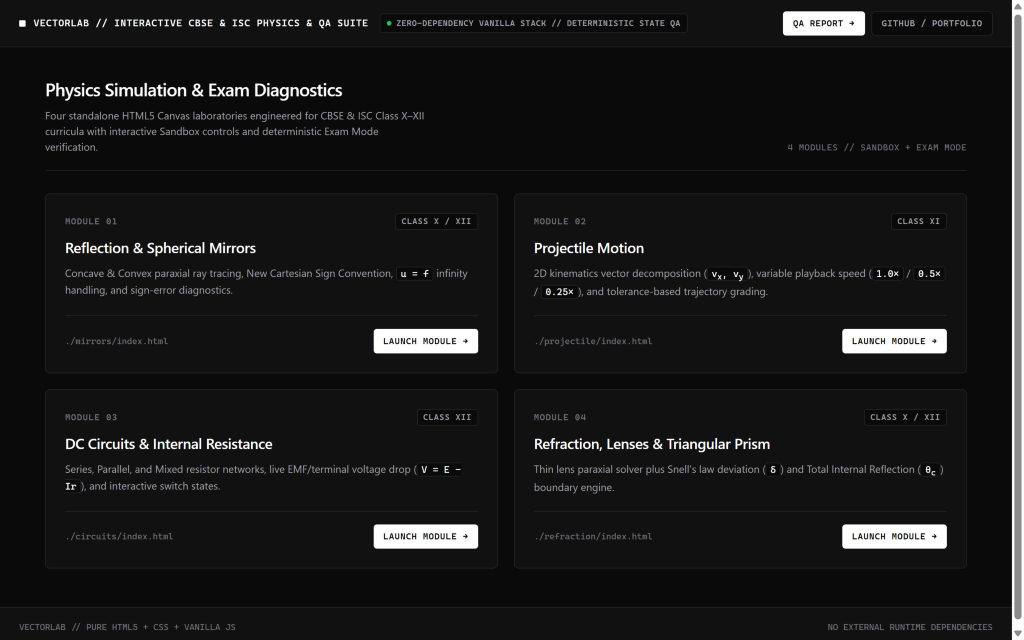 VECTORLAB // INTERACTIVE CBSE & ISC PHYSICS & QA SUITE
ZERO-DEPENDENCY VANILLA STACK // DETERMINISTIC STATE QA
QA REPORT →
GITHUB / PORTFOLIO
Physics Simulation & Exam Diagnostics
Four standalone HTML5 Canvas laboratories engineered for CBSE & ISC Class X–XII
curricula with interactive Sandbox controls and deterministic Exam Mode
verification.
4 MODULES // SANDBOX + EXAM MODE
MODULE 01
CLASS X / XII
Reflection & Spherical Mirrors
Concave & Convex paraxial ray tracing, New Cartesian Sign Convention, u = f infinity
handling, and sign-error diagnostics.
./mirrors/index.html
LAUNCH MODULE →
MODULE 02
CLASS XI
Projectile Motion
2D kinematics vector decomposition ( vx, vy ), variable playback speed ( 1.0× / 0.5×
/ 0.25× ), and tolerance-based trajectory grading.
./projectile/index.html
LAUNCH MODULE →
MODULE 03
CLASS XII
DC Circuits & Internal Resistance
Series, Parallel, and Mixed resistor networks, live EMF/terminal voltage drop ( V = E −
Ir ), and interactive switch states.
./circuits/index.html
LAUNCH MODULE →
MODULE 04
CLASS X / XII
Refraction, Lenses & Triangular Prism
Thin lens paraxial solver plus Snell's law deviation ( δ ) and Total Internal Reflection ( θc )
boundary engine.
./refraction/index.html
LAUNCH MODULE →
VECTORLAB // PURE HTML5 + CSS + VANILLA JS
NO EXTERNAL RUNTIME DEPENDENCIES